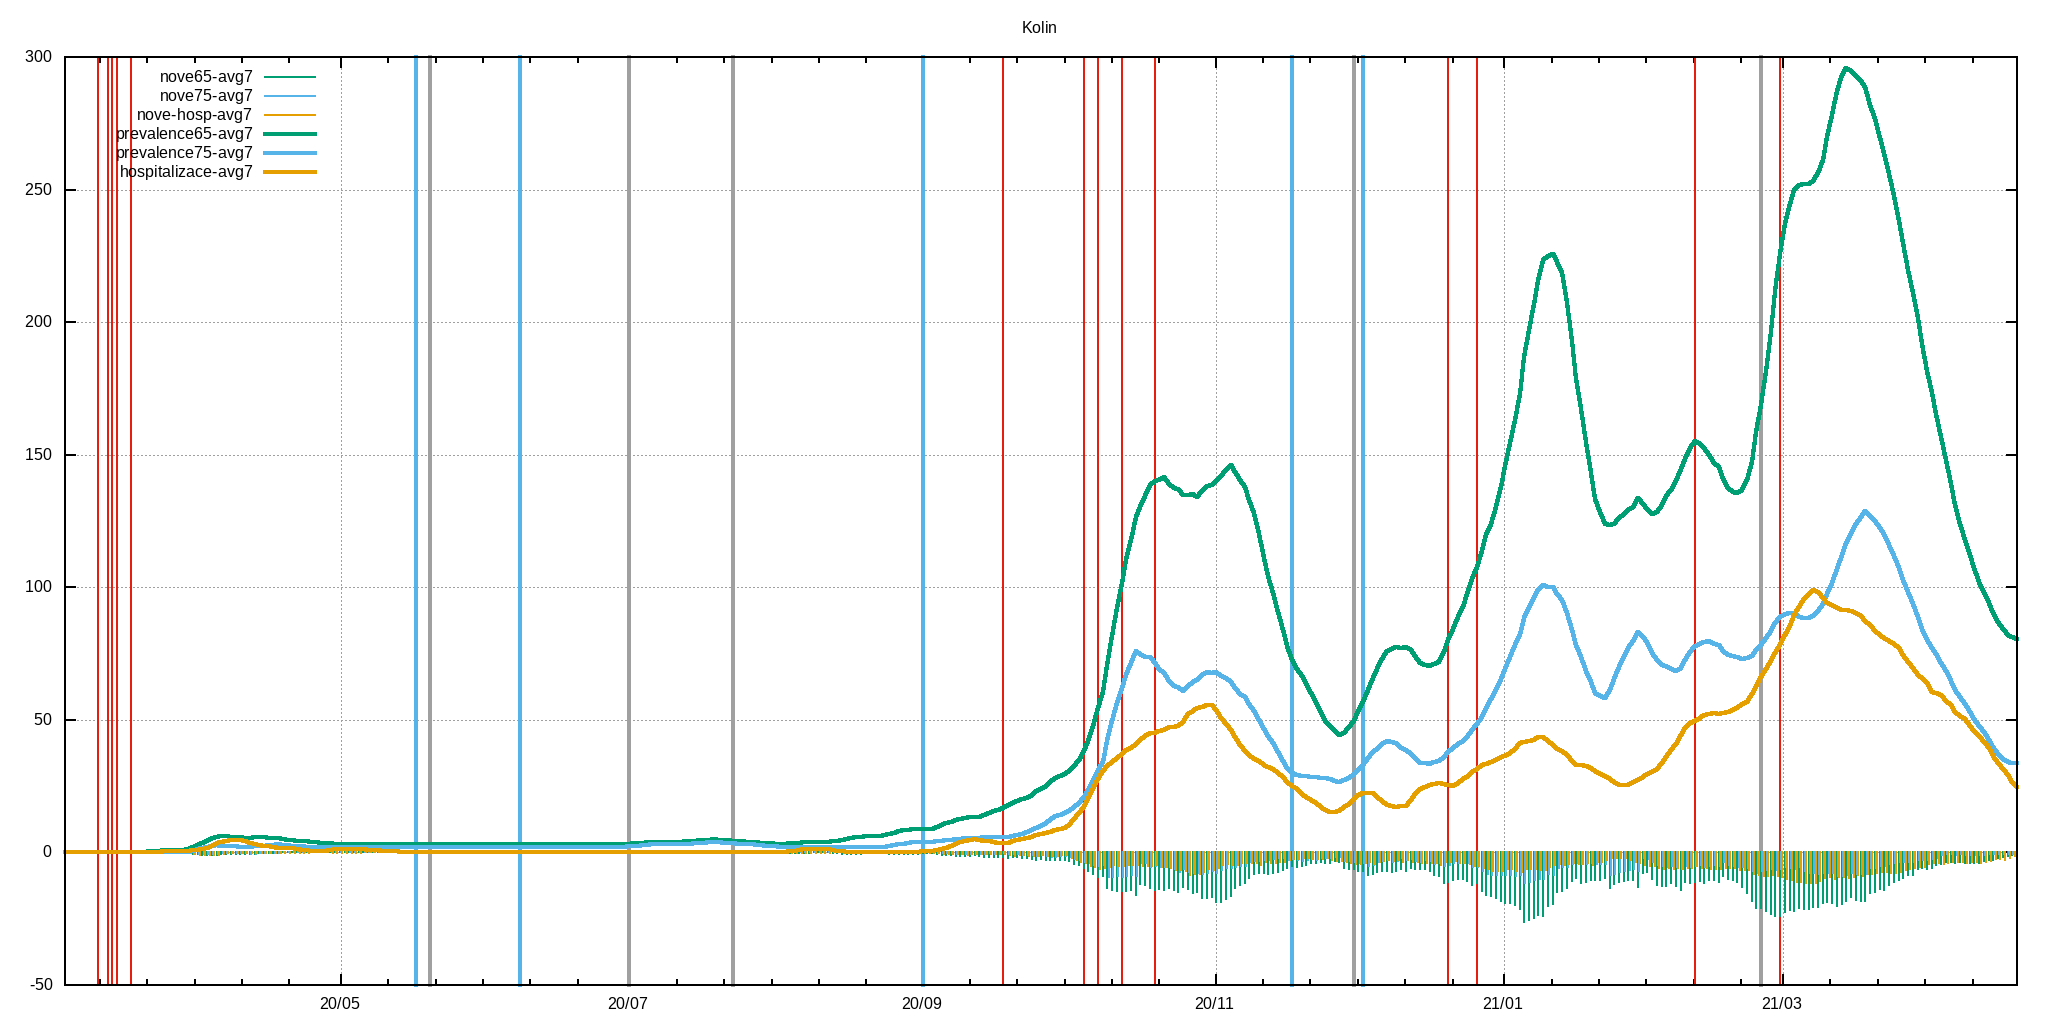 Kolin
300
250
200
150
100
50
0
-50
nove65-avg7
nove75-avg7
nove-hosp-avg7
prevalence65-avg7
prevalence75-avg7
hospitalizace-avg7
20/05 20/07 20/09 20/11 21/01 21/03